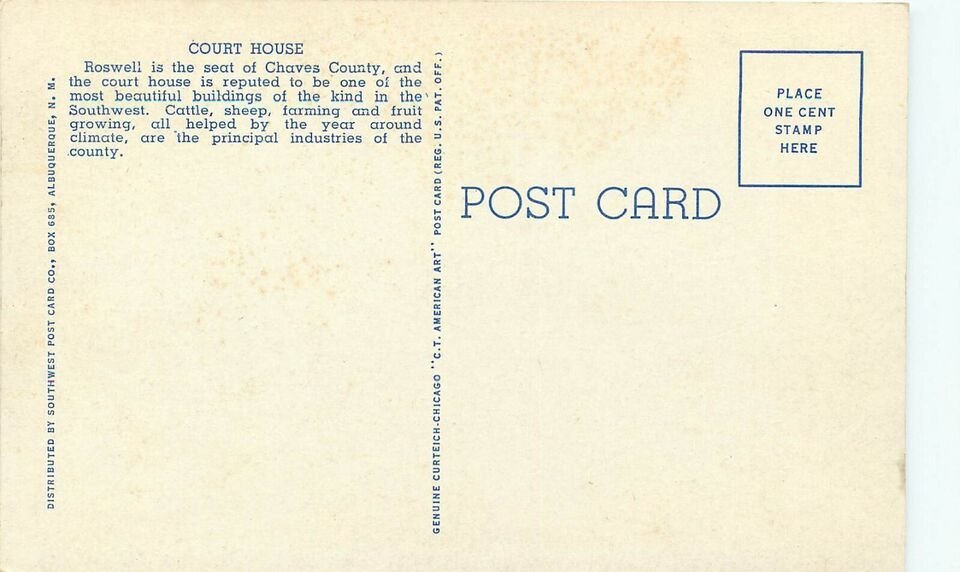 COURT HOUSE
Roswell is the seat of Chaves County, and
the court house is reputed to be one of the
most beautiful buildings of the kind in the
Southwest. Cattle, sheep, farming and fruit
growing, all helped by the year around
climate, are the principal industries of the
county.
DISTRIBUTED BY SOUTHWEST POST CARD CO., BOX 685, ALBUQUERQUE, N. M.
GENUINE CURTEICH-CHICAGO "C.T. AMERICAN ART" POST CARD (REG. U.S. PAT. OFF.)
POST CARD
PLACE
ONE CENT
STAMP
HERE